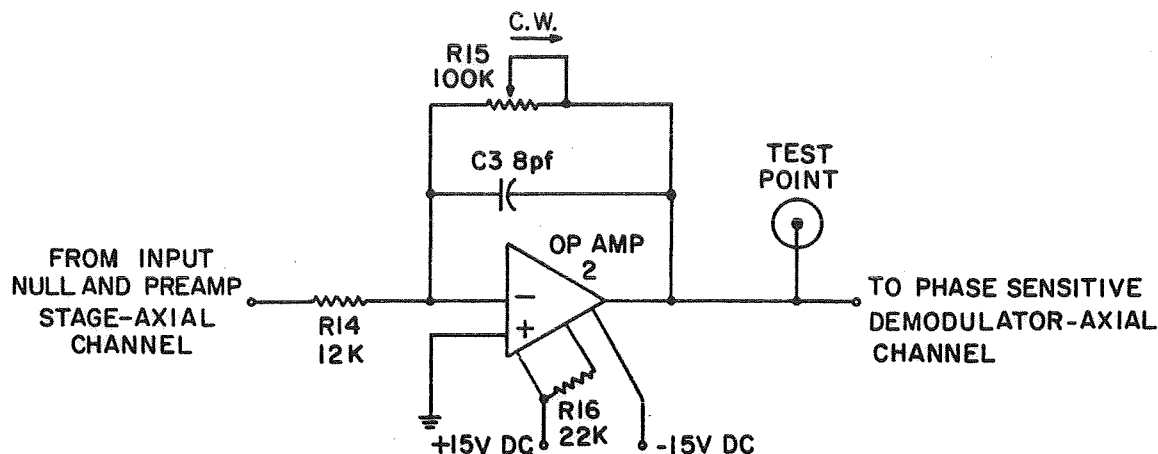 C.W.
R15
100K
C3 8pf
TEST
POINT
OP AMP
2
FROM INPUT
NULL AND PREAMP
STAGE-AXIAL
CHANNEL
R14
12K
−
+
TO PHASE SENSITIVE
DEMODULATOR-AXIAL
CHANNEL
R16
22K
+15V DC
-15V DC